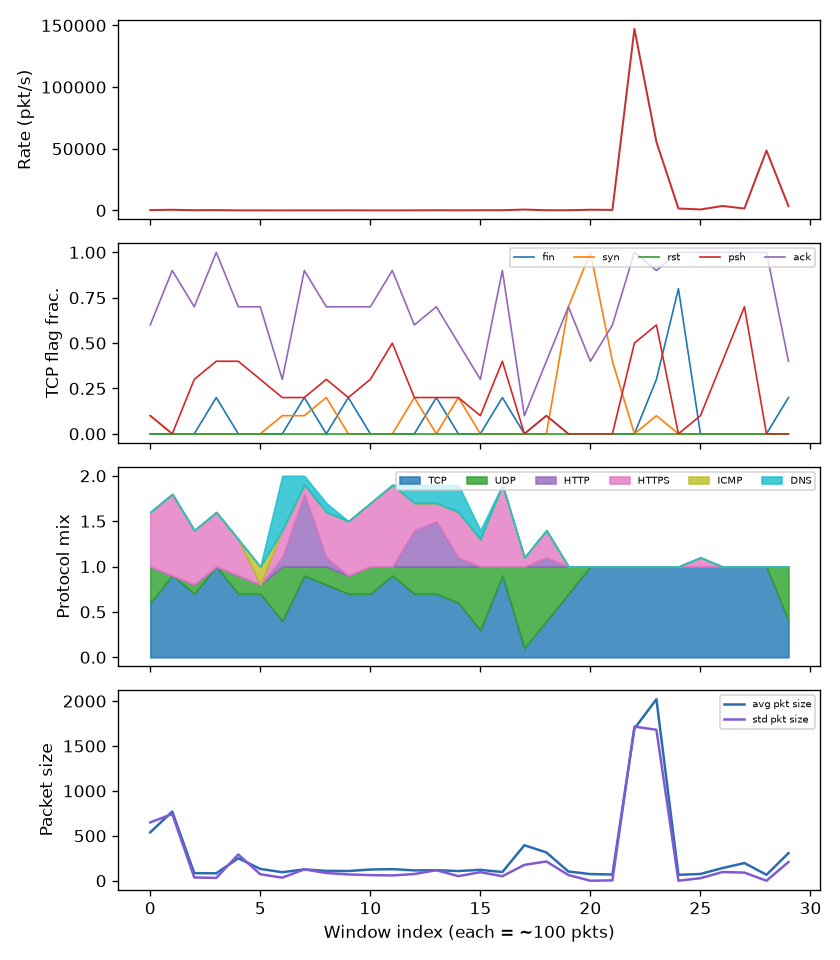 150000
100000
50000
0
Rate (pkt/s)
1.00
0.75
0.50
0.25
0.00
TCP flag frac.
fin syn rst psh ack
2.0
1.5
1.0
0.5
0.0
Protocol mix
TCP UDP HTTP HTTPS ICMP DNS
2000
1500
1000
500
0
Packet size
avg pkt size
std pkt size
0 5 10 15 20 25 30
Window index (each = ~100 pkts)